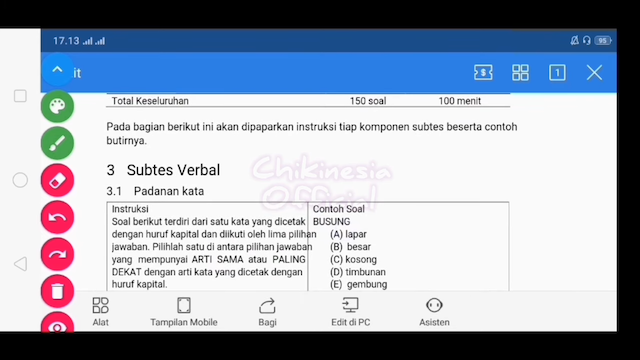 17.13
95
it
$
1
Total Keseluruhan 150 soal 100 menit
Pada bagian berikut ini akan dipaparkan instruksi tiap komponen subtes beserta contoh
butirnya.
3 Subtes Verbal
Chikinesia
Official
3.1 Padanan kata
Instruksi
Soal berikut terdiri dari satu kata yang dicetak
dengan huruf kapital dan diikuti oleh lima pilihan
jawaban. Pilihlah satu di antara pilihan jawaban
yang mempunyai ARTI SAMA atau PALING
DEKAT dengan arti kata yang dicetak dengan
huruf kapital.
Contoh Soal
BUSUNG
(A) lapar
(B) besar
(C) kosong
(D) timbunan
(E) gembung
Alat
Tampilan Mobile
Bagi
Edit di PC
Asisten